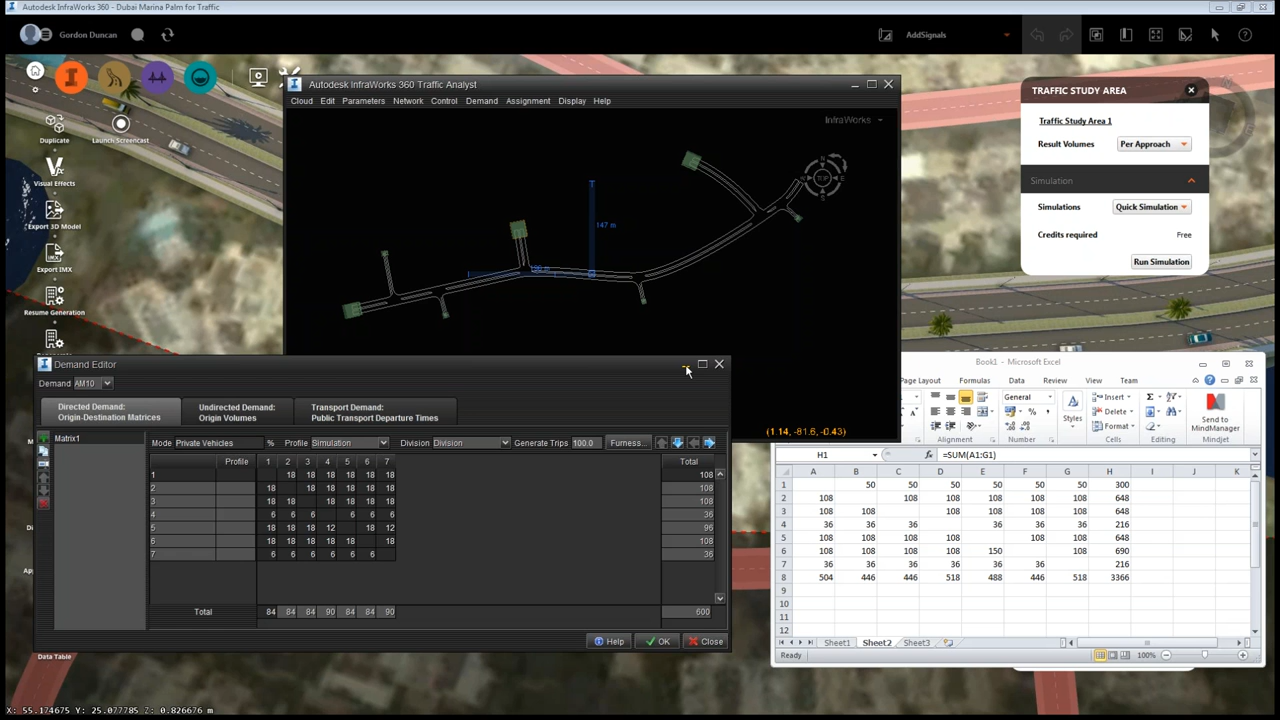 Autodesk InfraWorks 360 - Dubai Marina Palm for Traffic
Gordon Duncan
AddSignals
Duplicate
Launch Screencast
Visual Effects
Export 3D Model
Export IMX
Resume Generation
Data Table
Autodesk InfraWorks 360 Traffic Analyst
Cloud Edit Parameters Network Control Demand Assignment Display Help
InfraWorks
N
TOP
E
S
147 m
(1.14, -81.6, -0.43)
TRAFFIC STUDY AREA
Traffic Study Area 1
Result Volumes Per Approach
Simulation
Simulations Quick Simulation
Credits required Free
Run Simulation
Demand Editor
Demand AM10
Directed Demand:
Origin-Destination Matrices
Undirected Demand:
Origin Volumes
Transport Demand:
Public Transport Departure Times
Matrix1
Mode Private Vehicles % Profile Simulation Division Division Generate Trips 100.0 Furness...
Profile 1 2 3 4 5 6 7 Total
1 18 18 18 18 18 18 108
2 18 18 18 18 18 18 108
3 18 18 18 18 18 18 108
4 6 6 6 6 6 6 36
5 18 18 18 12 18 12 96
6 18 18 18 18 18 18 108
7 6 6 6 6 6 6 36
Total 84 84 84 90 84 84 90 600
Help OK Close
Book1 - Microsoft Excel
Page Layout Formulas Data Review View Team
General
Styles
Insert
Delete
Format
Send to
MindManager
Alignment Number Cells Editing Mindjet
H1 fx =SUM(A1:G1)
A B C D E F G H I J K
1 50 50 50 50 50 50 300
2 108 108 108 108 108 108 648
3 108 108 108 108 108 108 648
4 36 36 36 36 36 36 216
5 108 108 108 108 108 108 648
6 108 108 108 108 150 108 690
7 36 36 36 36 36 36 216
8 504 446 446 518 488 446 518 3366
9
10
11
12
Sheet1 Sheet2 Sheet3
Ready 100%
X: 55.174675 Y: 25.077785 Z: 0.826676 m